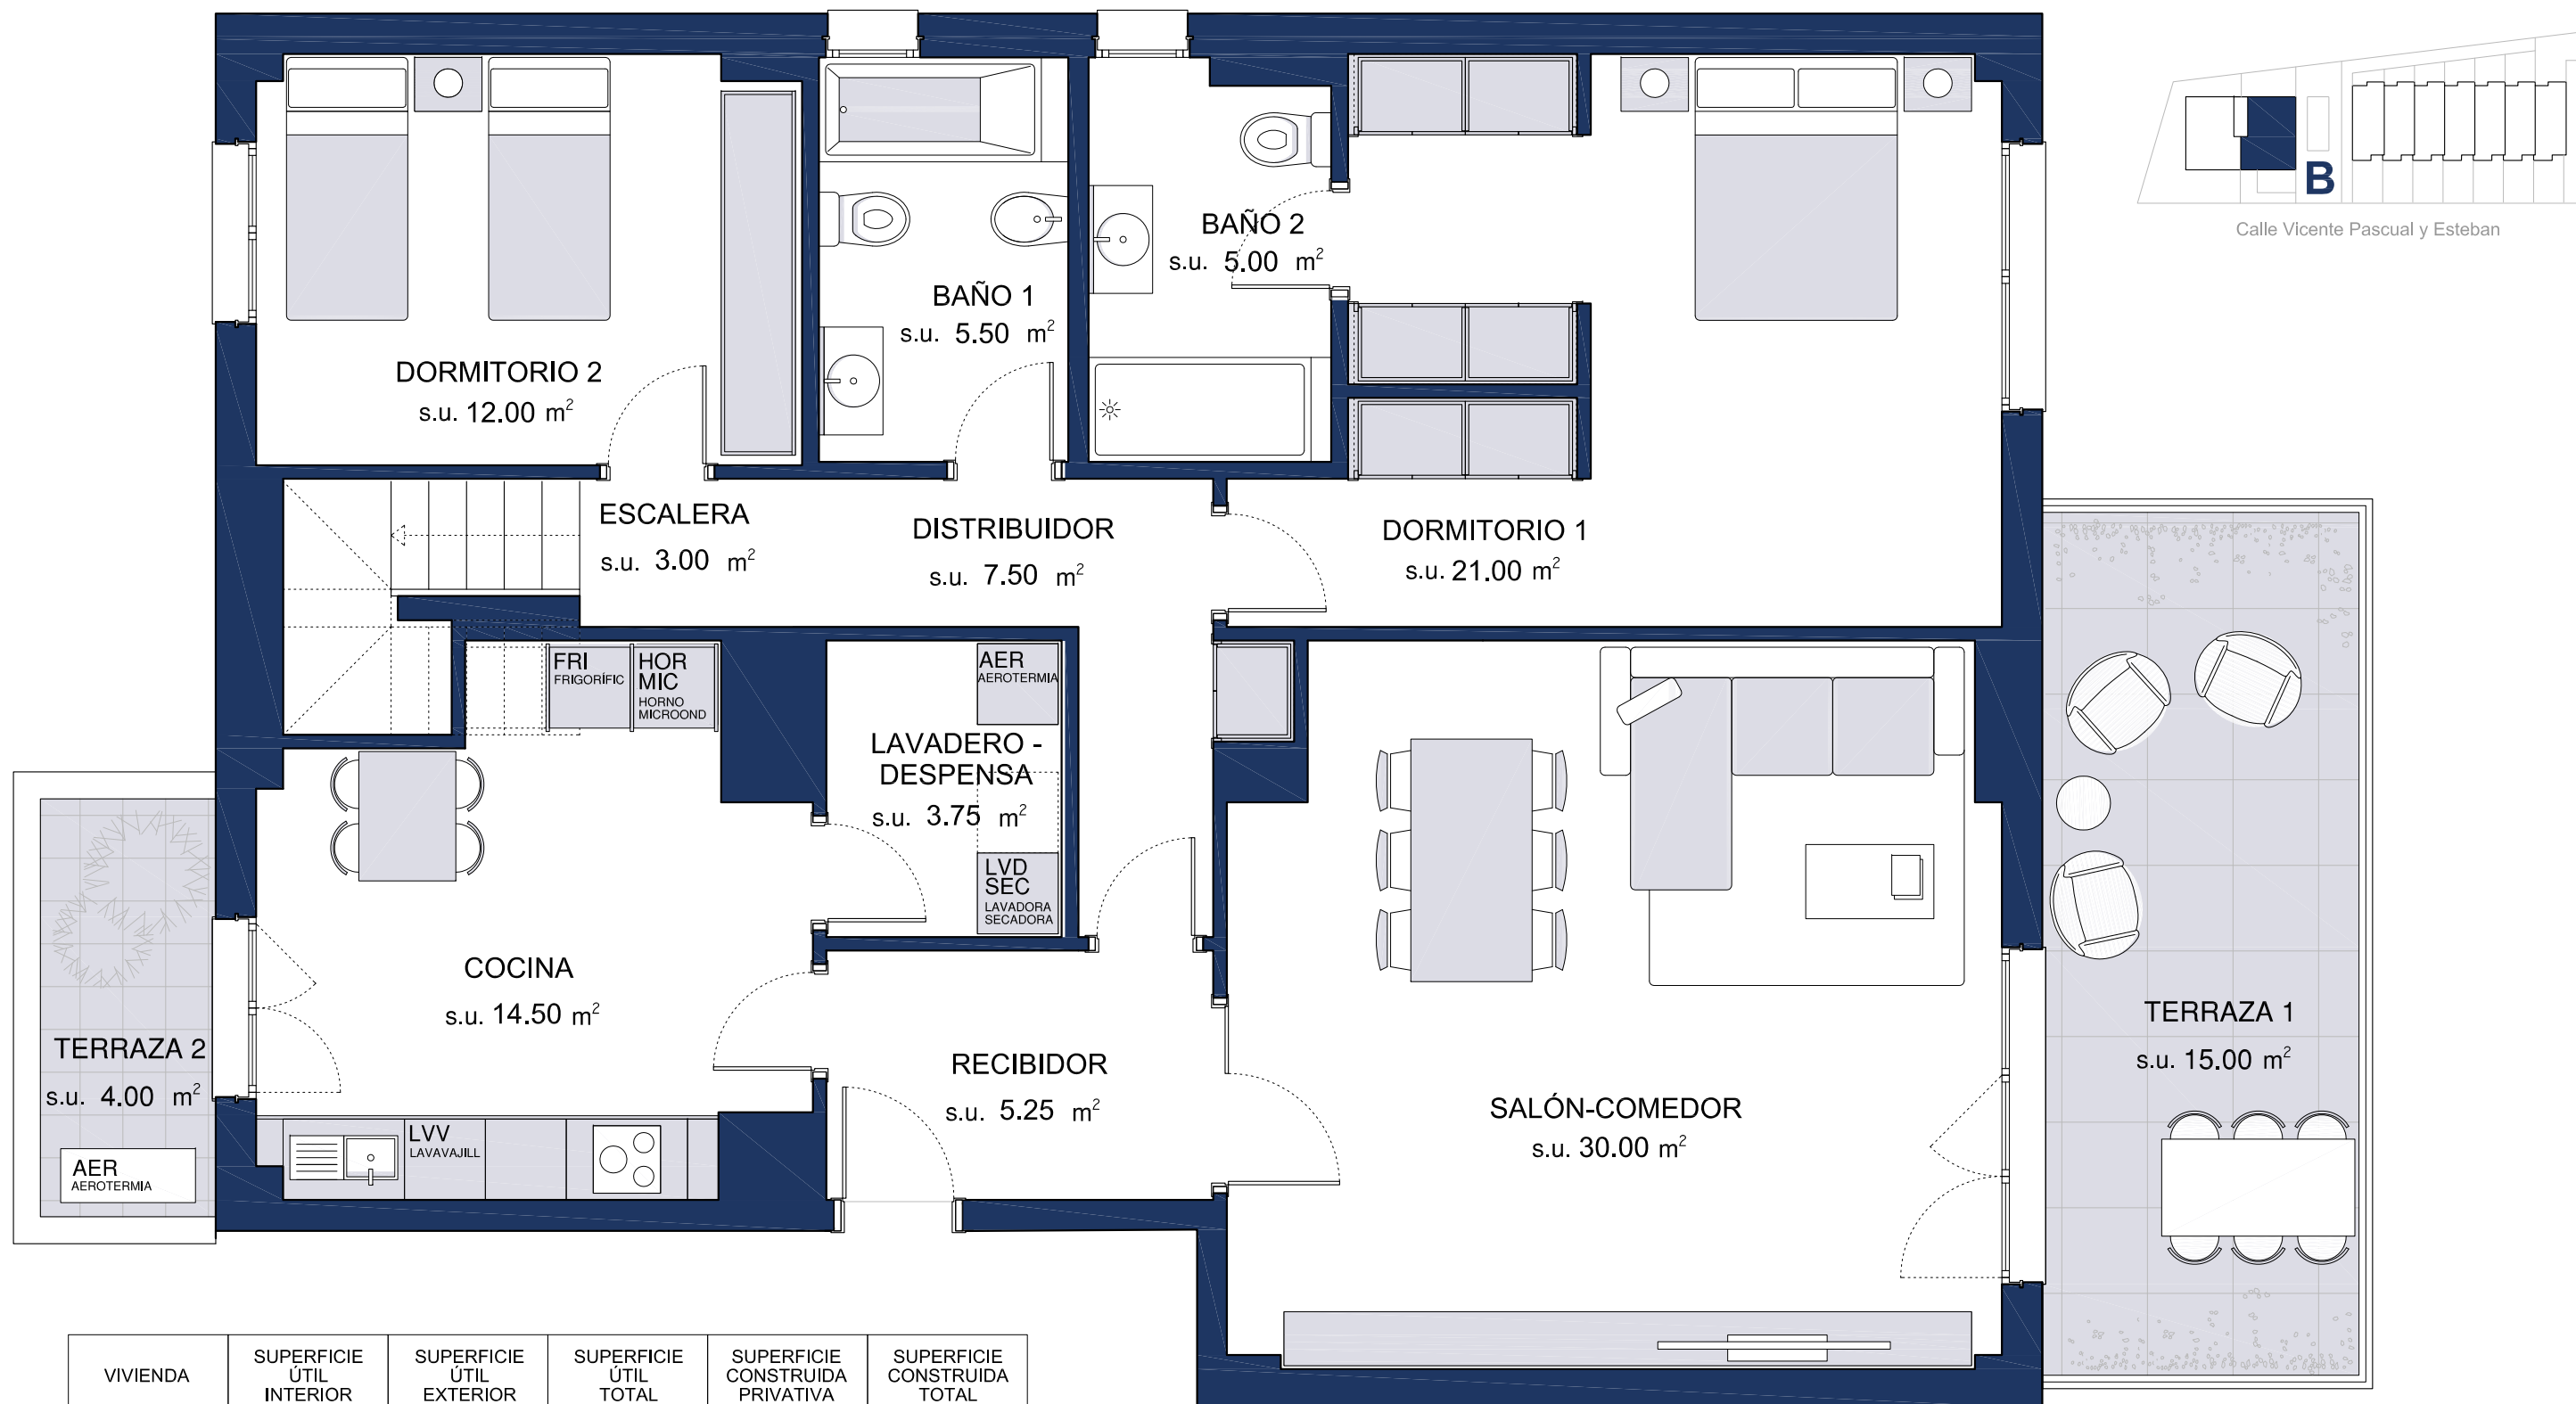 B
Calle Vicente Pascual y Esteban
BAÑO 2
s.u. 5.00 m²
BAÑO 1
s.u. 5.50 m²
DORMITORIO 2
s.u. 12.00 m²
ESCALERA
s.u. 3.00 m²
DISTRIBUIDOR
s.u. 7.50 m²
DORMITORIO 1
s.u. 21.00 m²
FRI
FRIGORÍFIC
HOR
MIC
HORNO
MICROOND
AER
AEROTERMIA
LAVADERO -
DESPENSA
s.u. 3.75 m²
LVD
SEC
LAVADORA
SECADORA
COCINA
s.u. 14.50 m²
TERRAZA 2
s.u. 4.00 m²
AER
AEROTERMIA
LVV
LAVAVAJILL
RECIBIDOR
s.u. 5.25 m²
SALÓN-COMEDOR
s.u. 30.00 m²
TERRAZA 1
s.u. 15.00 m²
VIVIENDA
SUPERFICIE
ÚTIL
INTERIOR
SUPERFICIE
ÚTIL
EXTERIOR
SUPERFICIE
ÚTIL
TOTAL
SUPERFICIE
CONSTRUIDA
PRIVATIVA
SUPERFICIE
CONSTRUIDA
TOTAL